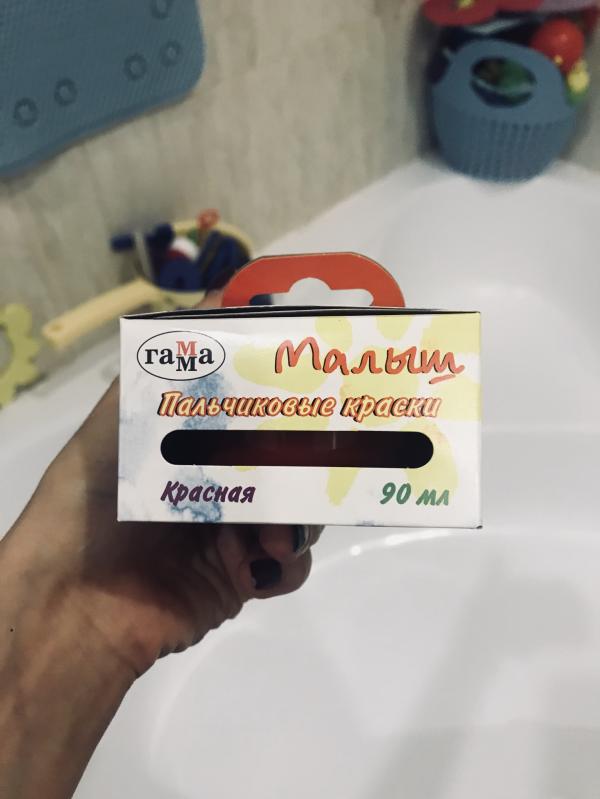 гамма
Малыш
Пальчиковые краски
Красная
90 мл